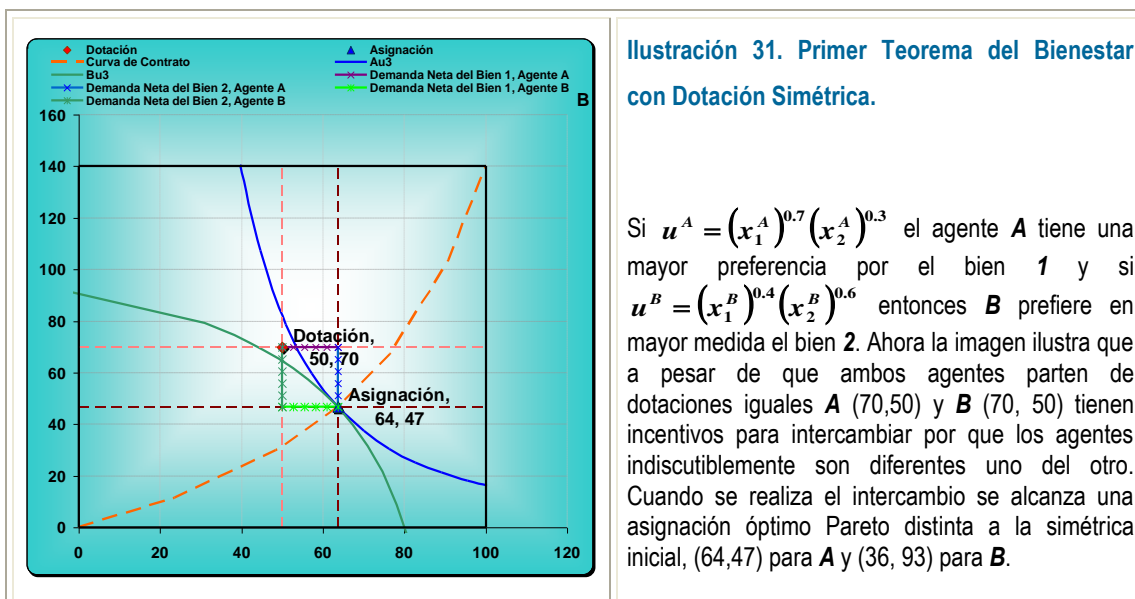 Dotación
Asignación
Curva de Contrato
Au3
Bu3
Demanda Neta del Bien 1, Agente A
Demanda Neta del Bien 2, Agente A
Demanda Neta del Bien 1, Agente B
Demanda Neta del Bien 2, Agente B
B
160
140
120
100
80
60
40
20
0
Dotación,
50, 70
Asignación,
64, 47
0 20 40 60 80 100 120
Ilustración 31. Primer Teorema del Bienestar
con Dotación Simétrica.
Si u^A = (x_1^A)^0.7 (x_2^A)^0.3 el agente A tiene una
mayor preferencia por el bien 1 y si
u^B = (x_1^B)^0.4 (x_2^B)^0.6 entonces B prefiere en
mayor medida el bien 2. Ahora la imagen ilustra que
a pesar de que ambos agentes parten de
dotaciones iguales A (70,50) y B (70, 50) tienen
incentivos para intercambiar por que los agentes
indiscutiblemente son diferentes uno del otro.
Cuando se realiza el intercambio se alcanza una
asignación óptimo Pareto distinta a la simétrica
inicial, (64,47) para A y (36, 93) para B.